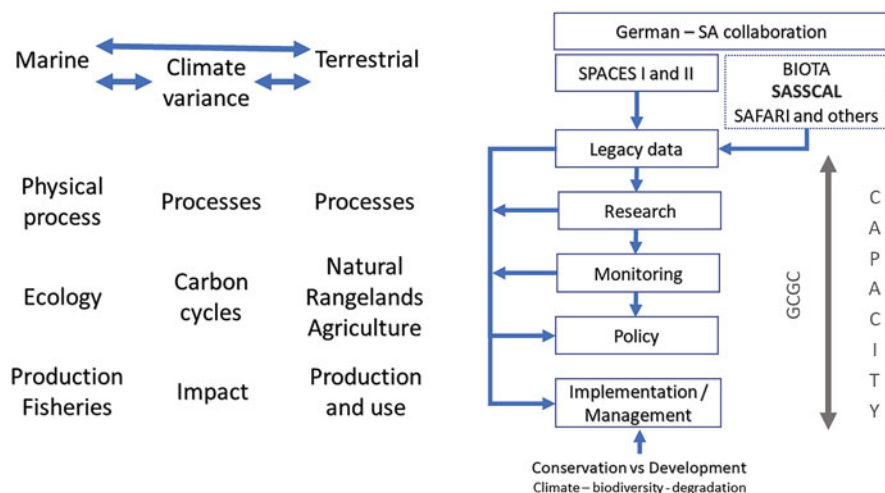 Marine
Climate
variance
Terrestrial
Physical
process
Processes
Processes
Ecology
Carbon
cycles
Natural
Rangelands
Agriculture
Production
Fisheries
Impact
Production
and use
German – SA collaboration
SPACES I and II
BIOTA
SASSCAL
SAFARI and others
Legacy data
Research
Monitoring
Policy
Implementation /
Management
Conservation vs Development
Climate – biodiversity - degradation
GCGC
CAPACITY